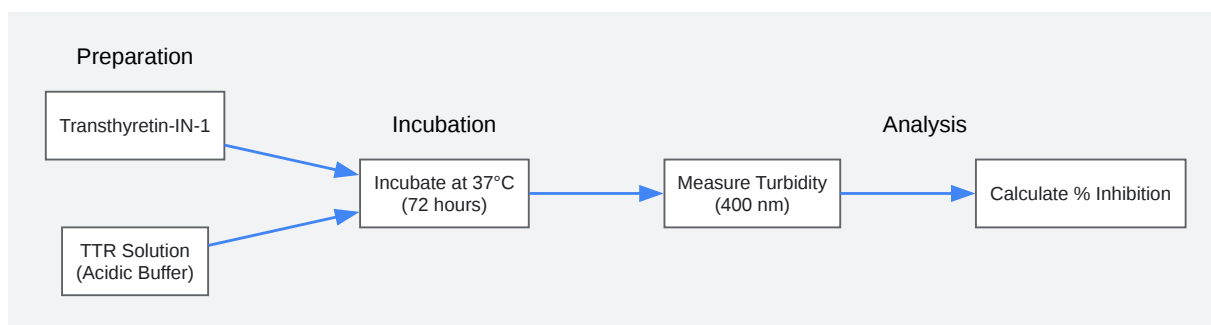 Preparation
Transthyretin-IN-1
TTR Solution
(Acidic Buffer)
Incubation
Incubate at 37°C
(72 hours)
Analysis
Measure Turbidity
(400 nm)
Calculate % Inhibition